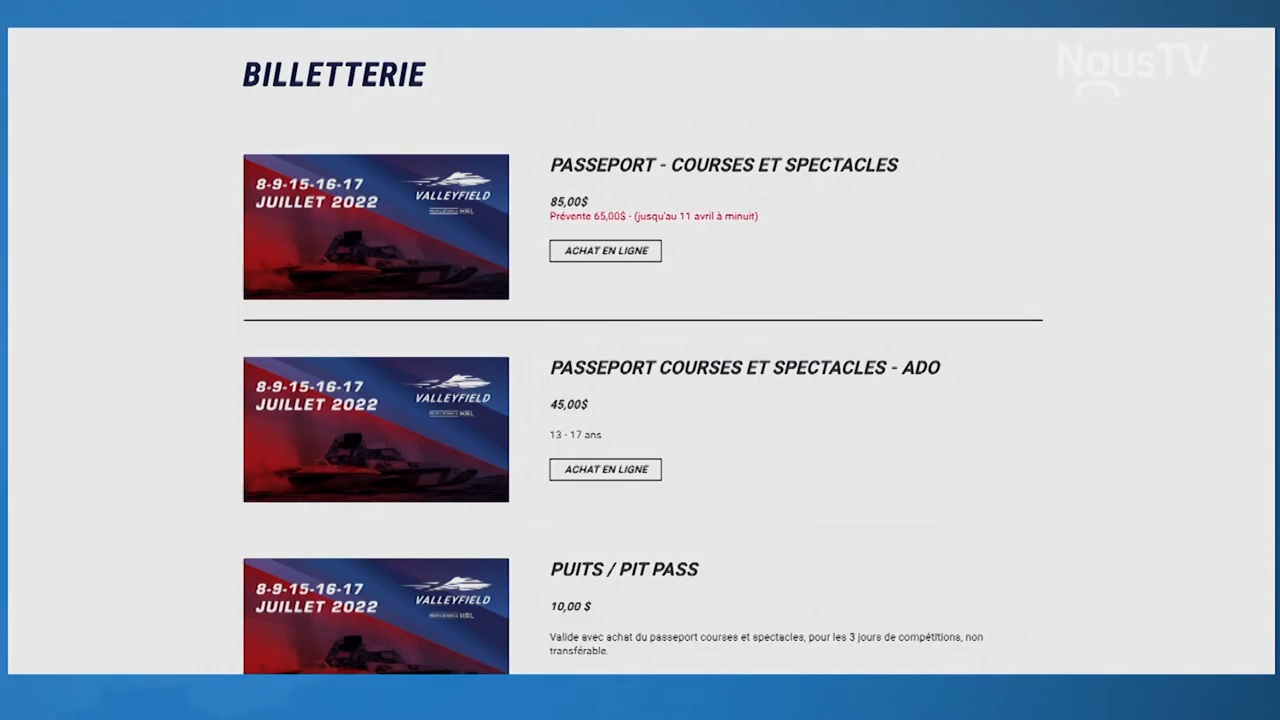 NousTV
BILLETTERIE
8-9-15-16-17
JUILLET 2022
VALLEYFIELD
HRL
PASSEPORT - COURSES ET SPECTACLES
85,00$
Prévente 65,00$ - (jusqu'au 11 avril à minuit)
ACHAT EN LIGNE
8-9-15-16-17
JUILLET 2022
VALLEYFIELD
HRL
PASSEPORT COURSES ET SPECTACLES - ADO
45,00$
13 - 17 ans
ACHAT EN LIGNE
8-9-15-16-17
JUILLET 2022
VALLEYFIELD
HRL
PUITS / PIT PASS
10,00 $
Valide avec achat du passeport courses et spectacles, pour les 3 jours de compétitions, non
transférable.